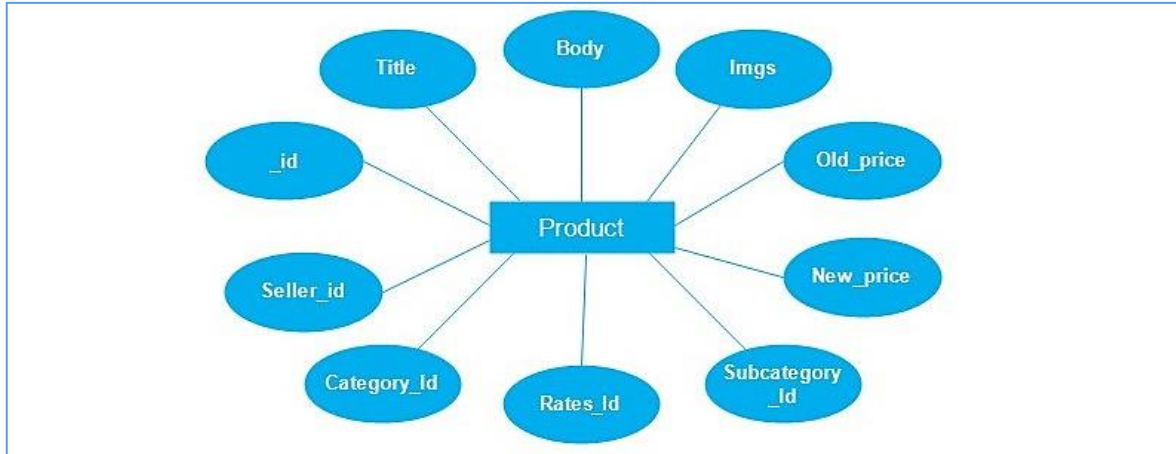 Body
Title
Imgs
_id
Old_price
Product
Seller_id
New_price
Category_Id
Subcategory
_Id
Rates_Id